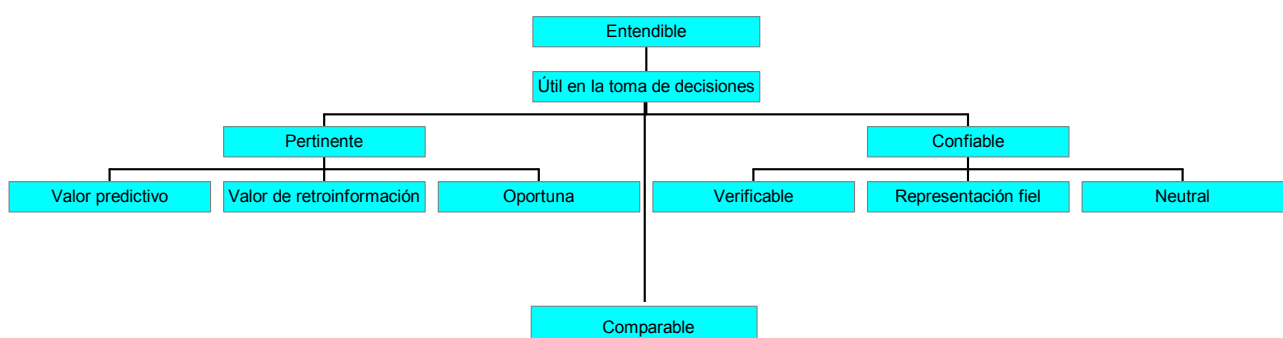 Entendible
Útil en la toma de decisiones
Pertinente
Confiable
Valor predictivo
Valor de retroinformación
Oportuna
Verificable
Representación fiel
Neutral
Comparable